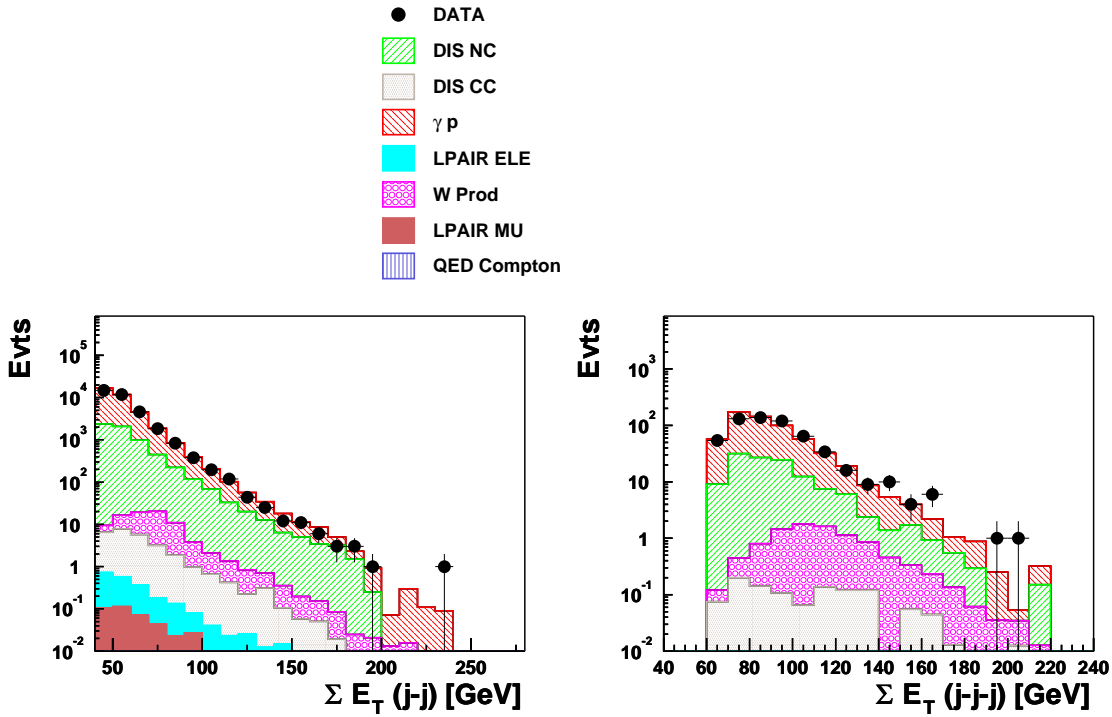 DATA
DIS NC
DIS CC
γ p
LPAIR ELE
W Prod
LPAIR MU
QED Compton
Evts
10^5
10^4
10^3
10^2
10
1
10^-1
10^-2
50 100 150 200 250
Σ E_T (j-j) [GeV]
Evts
10^3
10^2
10
1
10^-1
10^-2
40 60 80 100 120 140 160 180 200 220 240
Σ E_T (j-j-j) [GeV]